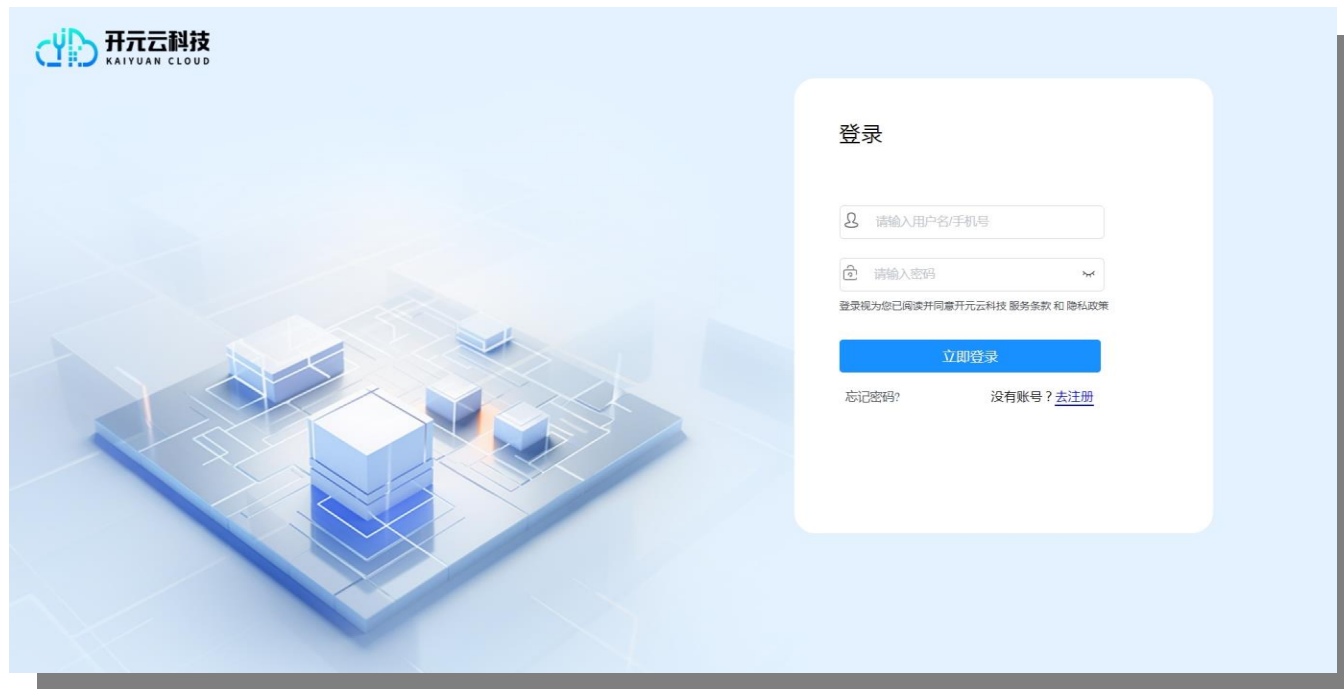 开元云科技
KAIYUAN CLOUD
登录
请输入用户名/手机号
请输入密码
登录视为您已阅读并同意开元云科技 服务条款 和 隐私政策
立即登录
忘记密码? 没有账号？去注册